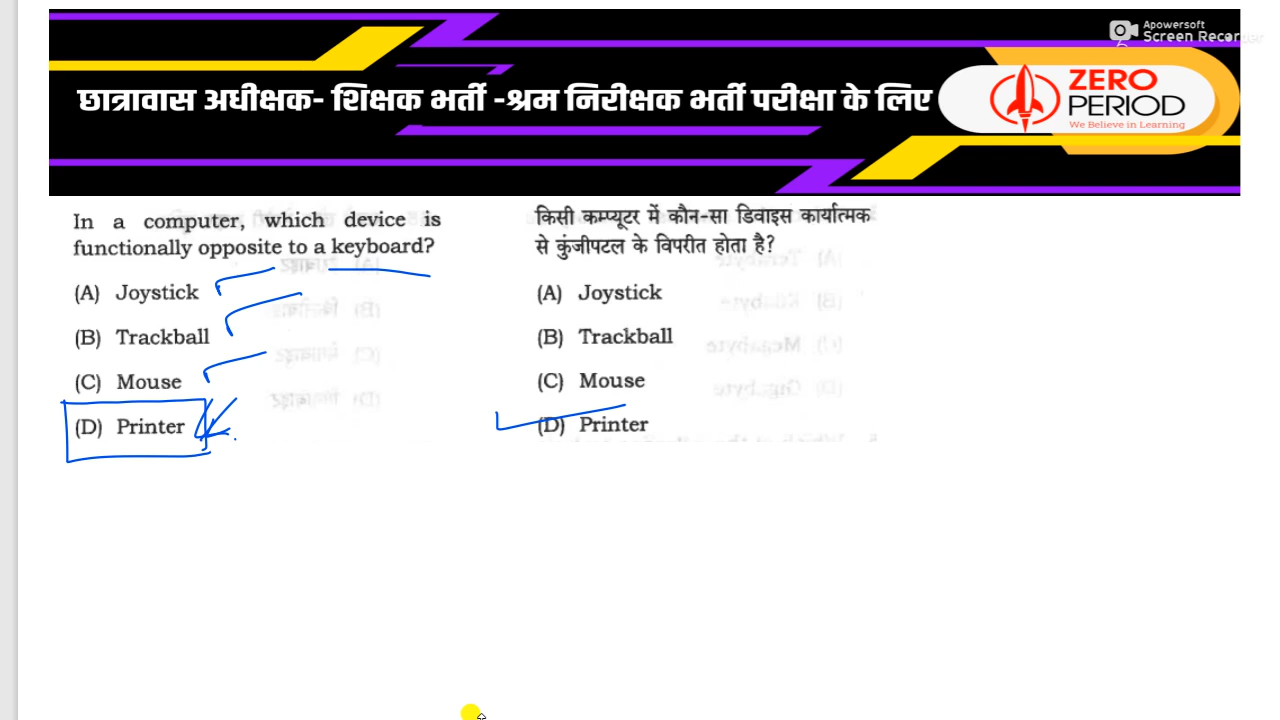 Apowersoft
Screen Recorder
छात्रावास अधीक्षक- शिक्षक भर्ती -श्रम निरीक्षक भर्ती परीक्षा के लिए
ZERO
PERIOD
We Believe in Learning
In a computer, which device is
functionally opposite to a keyboard?
(A) Joystick
(B) Trackball
(C) Mouse
(D) Printer
किसी कम्प्यूटर में कौन-सा डिवाइस कार्यात्मक
से कुंजीपटल के विपरीत होता है?
(A) Joystick
(B) Trackball
(C) Mouse
(D) Printer